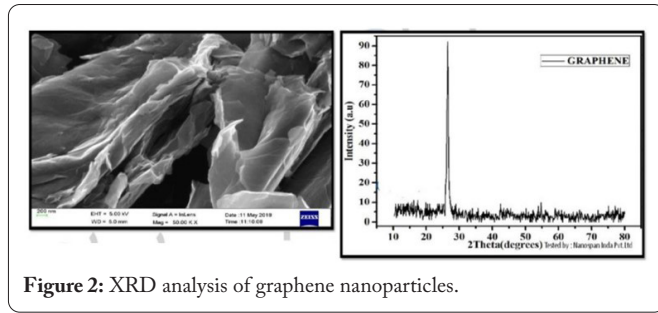 200 nm
EHT = 5.00 kV
Signal A = InLens
Date :11 May 2018
WD = 5.0 mm
Mag = 50.00 K X
Time :11:10:09
ZEISS
GRAPHENE
Intensity (a.u)
90
80
70
60
50
40
30
20
10
0
10 20 30 40 50 60 70 80
2Theta(degrees) Tested by : Nanospan India Pvt.Ltd
Figure 2: XRD analysis of graphene nanoparticles.